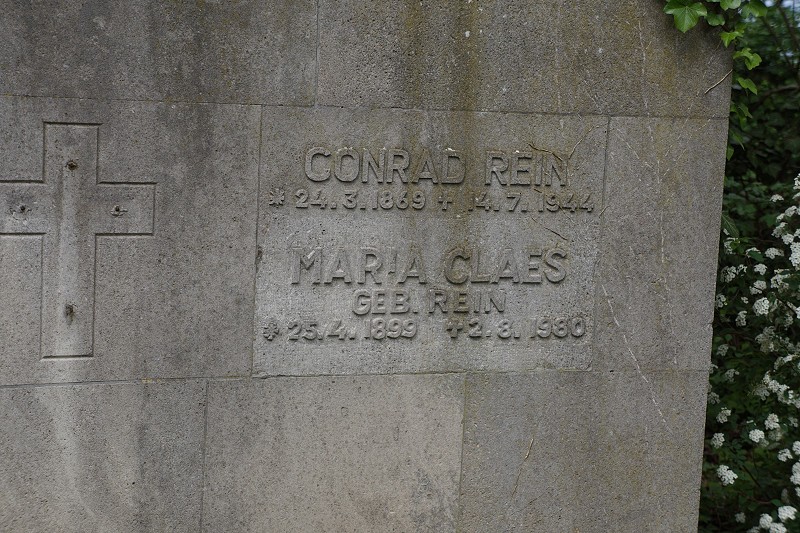 CONRAD REIN
* 24. 3. 1869 ✝ 14. 7. 1944
MARIA CLAES
GEB. REIN
* 25. 4. 1899 ✝ 2. 8. 1980